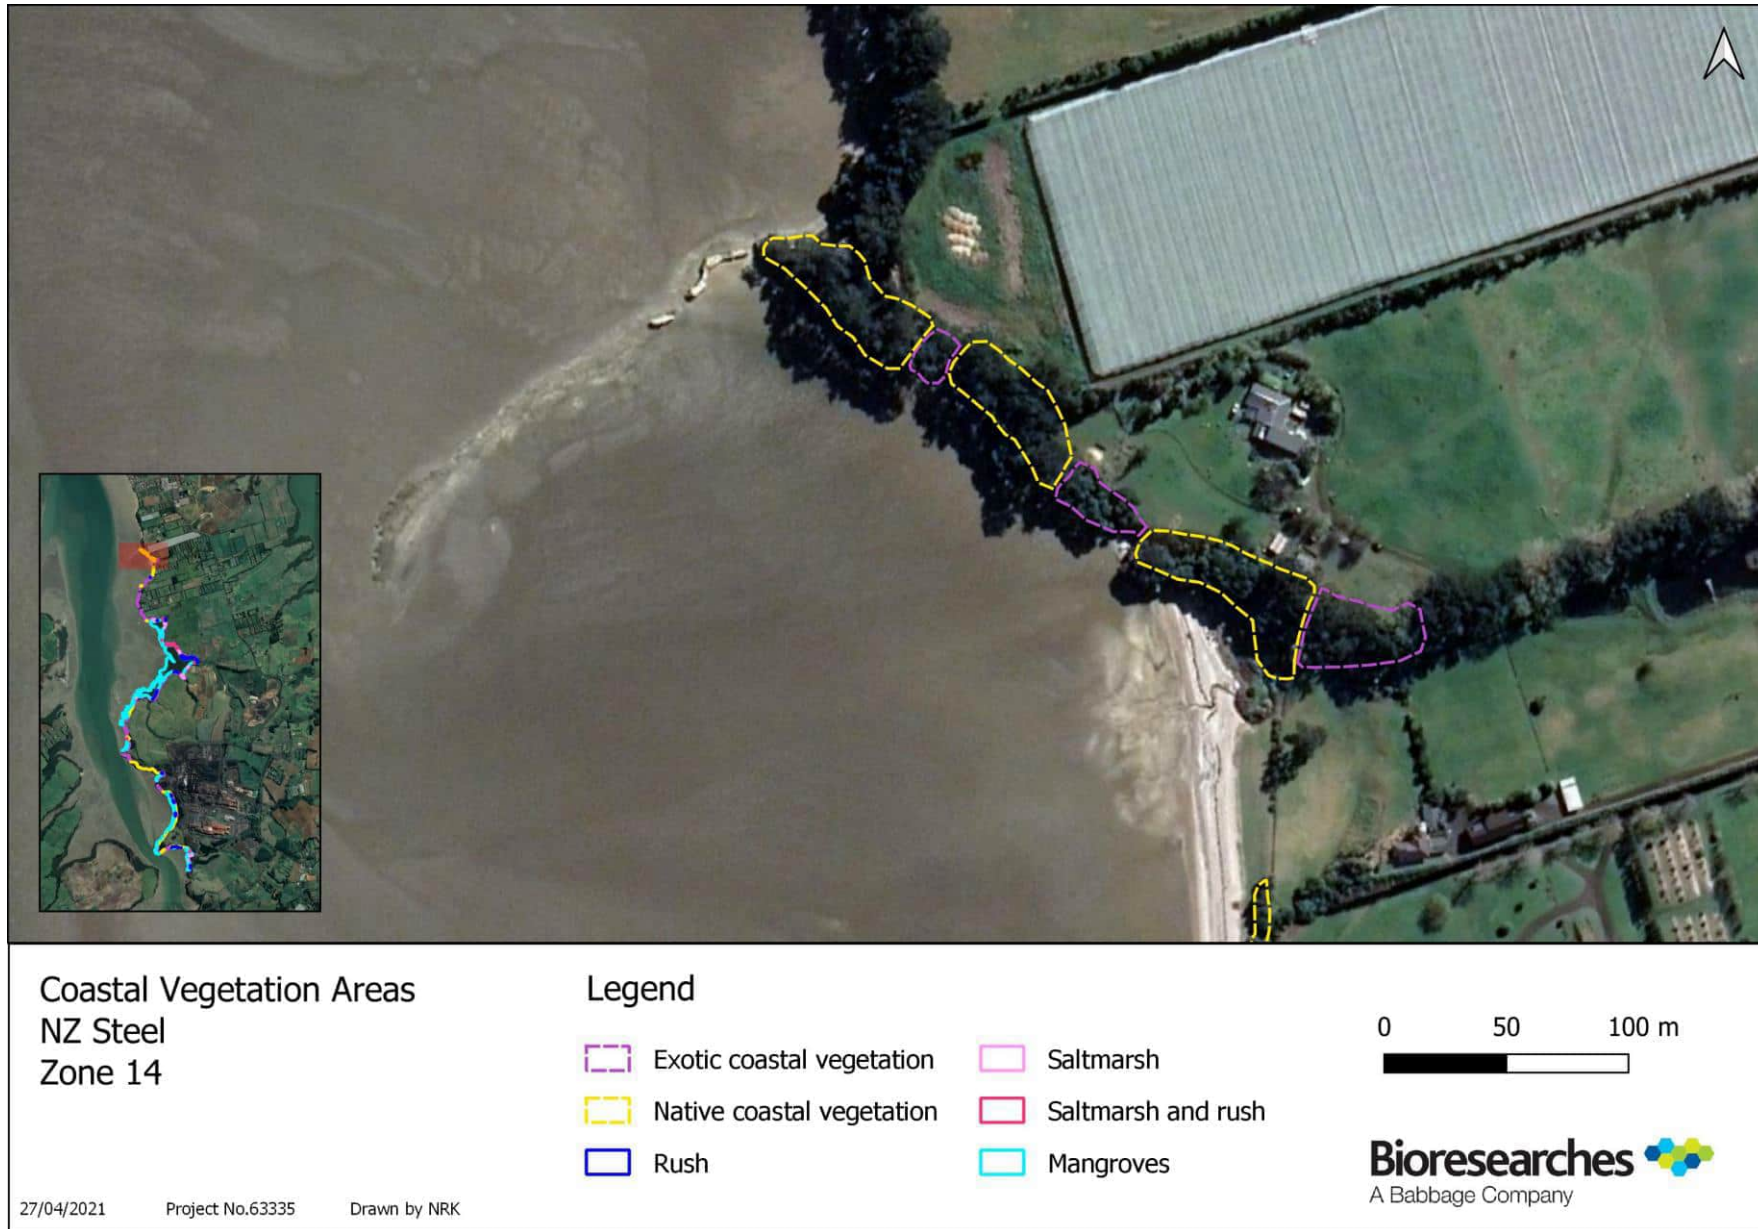 Coastal Vegetation Areas
NZ Steel
Zone 14
Legend
Exotic coastal vegetation
Native coastal vegetation
Rush
Saltmarsh
Saltmarsh and rush
Mangroves
0 50 100 m
Bioresearches
A Babbage Company
27/04/2021 Project No.63335 Drawn by NRK